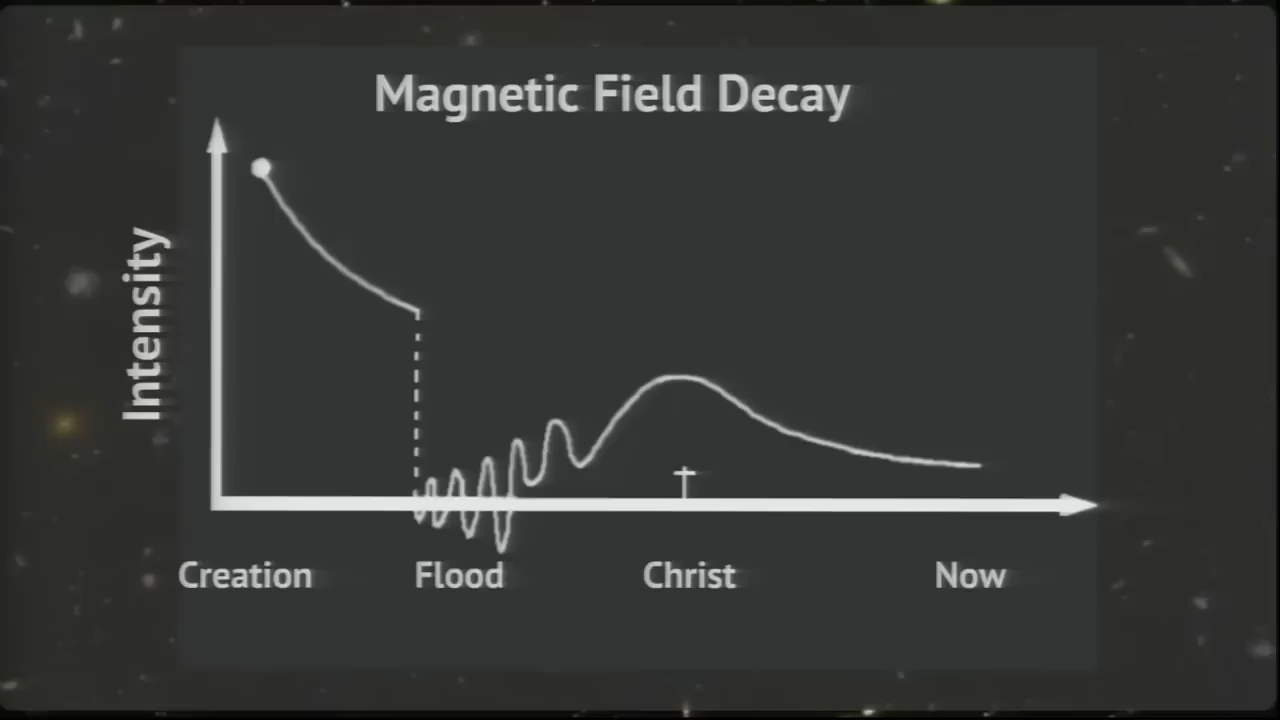 Magnetic Field Decay
Intensity
Creation
Flood
Christ
Now